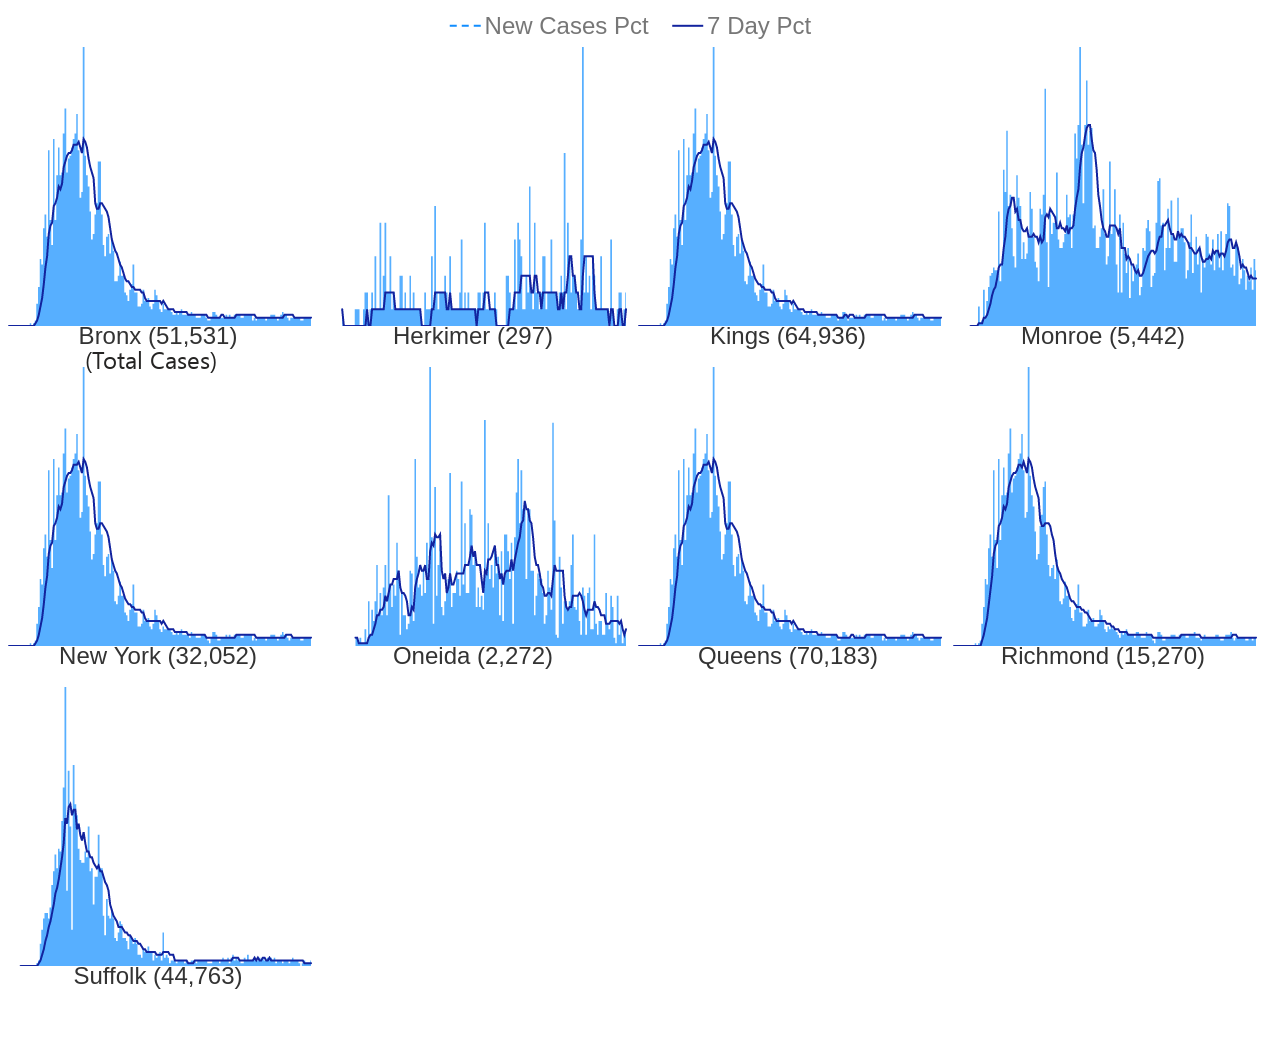 New Cases Pct 7 Day Pct
Bronx (51,531)
(Total Cases)
Herkimer (297)
Kings (64,936)
Monroe (5,442)
New York (32,052)
Oneida (2,272)
Queens (70,183)
Richmond (15,270)
Suffolk (44,763)